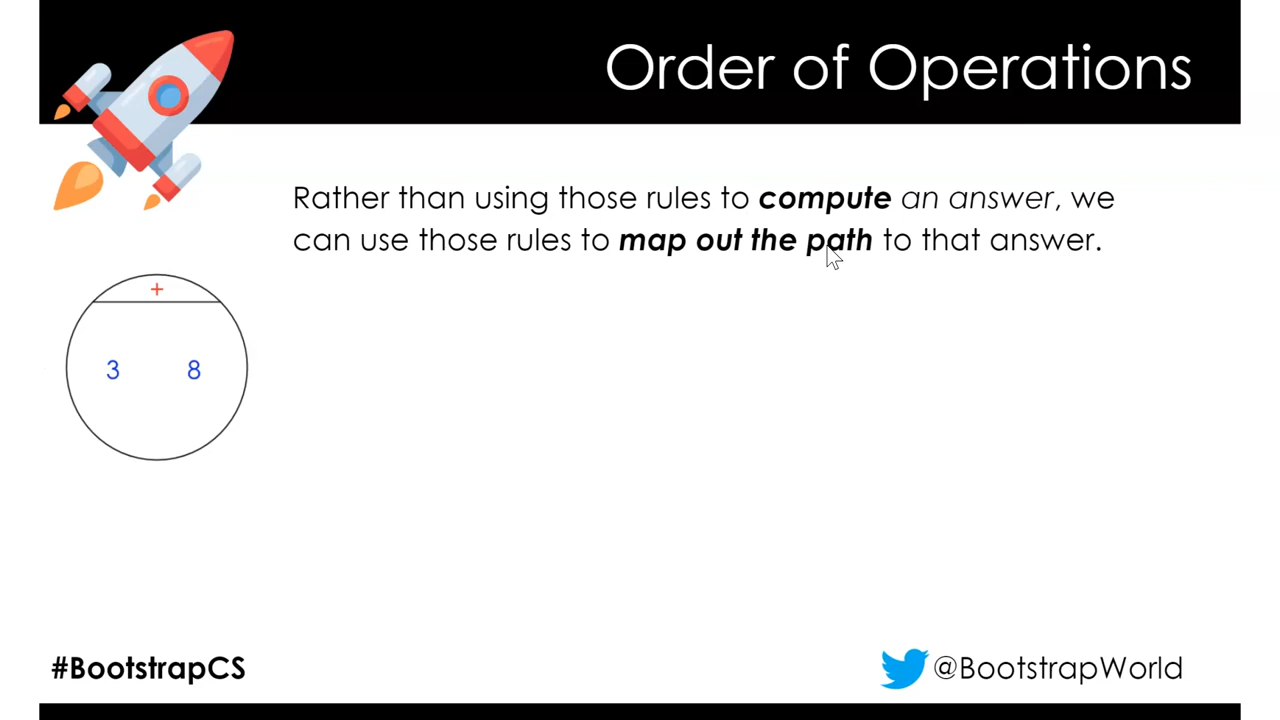 Order of Operations
Rather than using those rules to compute an answer, we
can use those rules to map out the path to that answer.
+
3 8
#BootstrapCS
@BootstrapWorld